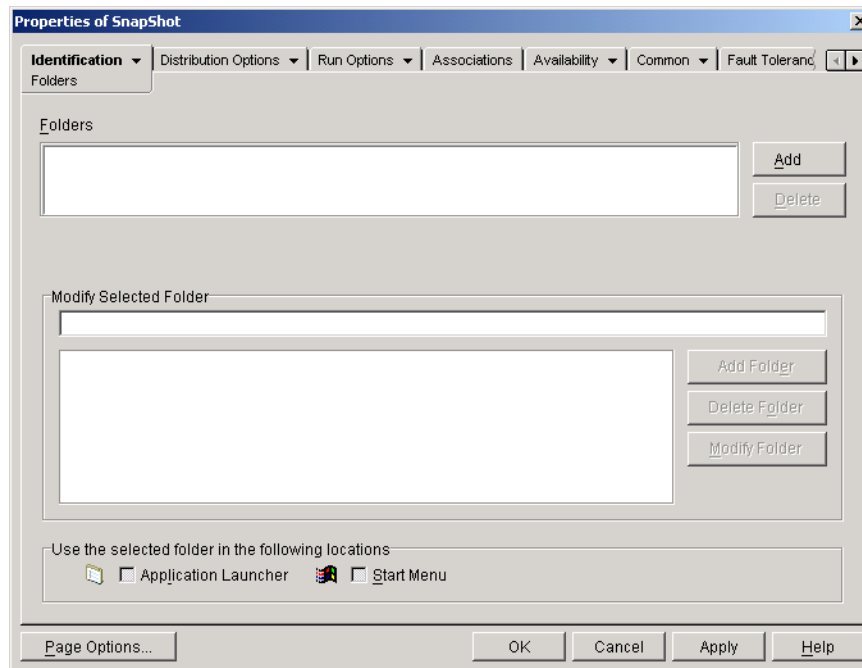 Properties of SnapShot
Identification Distribution Options Run Options Associations Availability Common Fault Toleranc
Folders
Folders
Add
Delete
Modify Selected Folder
Add Folder
Delete Folder
Modify Folder
Use the selected folder in the following locations
Application Launcher Start Menu
Page Options... OK Cancel Apply Help